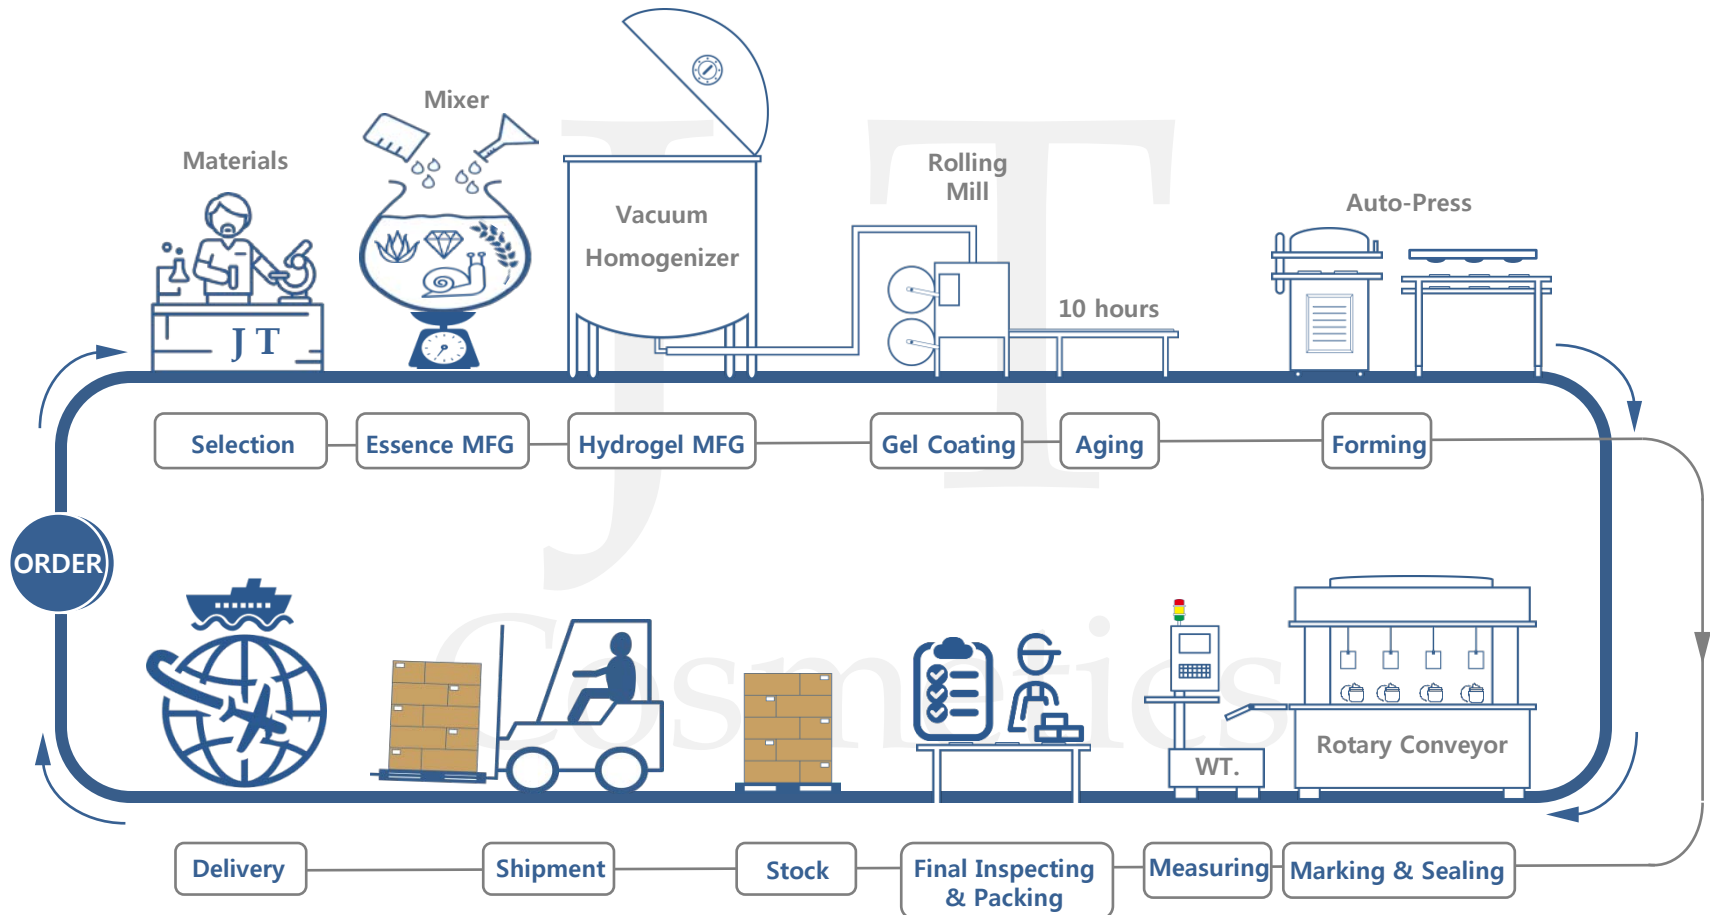 Mixer
Materials
Rolling
Mill
Vacuum
Homogenizer
Auto-Press
10 hours
J T
J T
Selection
Essence MFG
Hydrogel MFG
Gel Coating
Aging
Forming
ORDER
Cosmetics
Rotary Conveyor
WT.
Delivery
Shipment
Stock
Final Inspecting
& Packing
Measuring
Marking & Sealing